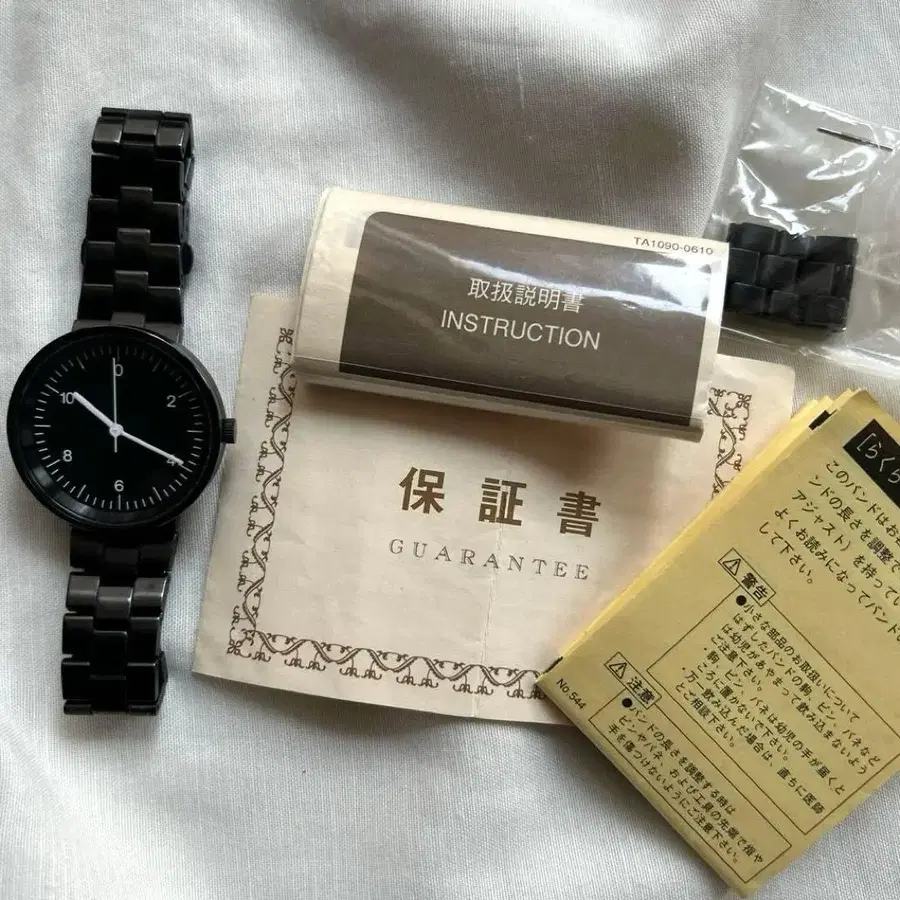 0
2
4
6
8
10
TA1090-0610
取扱説明書
INSTRUCTION
保証書
GUARANTEE
[らくら
このバンドはお
ンドの長さを調整で
アジャスト)を持ってい
よくお読みになってバンド
して下さい。
⚠警告
●小さな部品のお取扱いについて
はずしたバンドの駒、ピン、バネなど
は幼児があやまって飲み込まないよう
ご注意下さい。
・駒・ピン、バネは幼児の手が届くと
ころに置かないで下さい。
・万一飲み込んだ場合は、直ちに医師
とご相談下さい。
⚠注意
●バンドの長さを調整する時は
ピンやバネ、および工具の先端で指や
手を傷つけないようにご注意下さい。
No.544